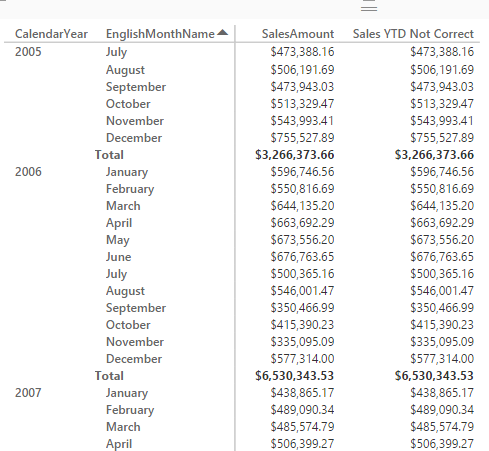 CalendarYear EnglishMonthName SalesAmount Sales YTD Not Correct
2005 July $473,388.16 $473,388.16
August $506,191.69 $506,191.69
September $473,943.03 $473,943.03
October $513,329.47 $513,329.47
November $543,993.41 $543,993.41
December $755,527.89 $755,527.89
Total $3,266,373.66 $3,266,373.66
2006 January $596,746.56 $596,746.56
February $550,816.69 $550,816.69
March $644,135.20 $644,135.20
April $663,692.29 $663,692.29
May $673,556.20 $673,556.20
June $676,763.65 $676,763.65
July $500,365.16 $500,365.16
August $546,001.47 $546,001.47
September $350,466.99 $350,466.99
October $415,390.23 $415,390.23
November $335,095.09 $335,095.09
December $577,314.00 $577,314.00
Total $6,530,343.53 $6,530,343.53
2007 January $438,865.17 $438,865.17
February $489,090.34 $489,090.34
March $485,574.79 $485,574.79
April $506,399.27 $506,399.27